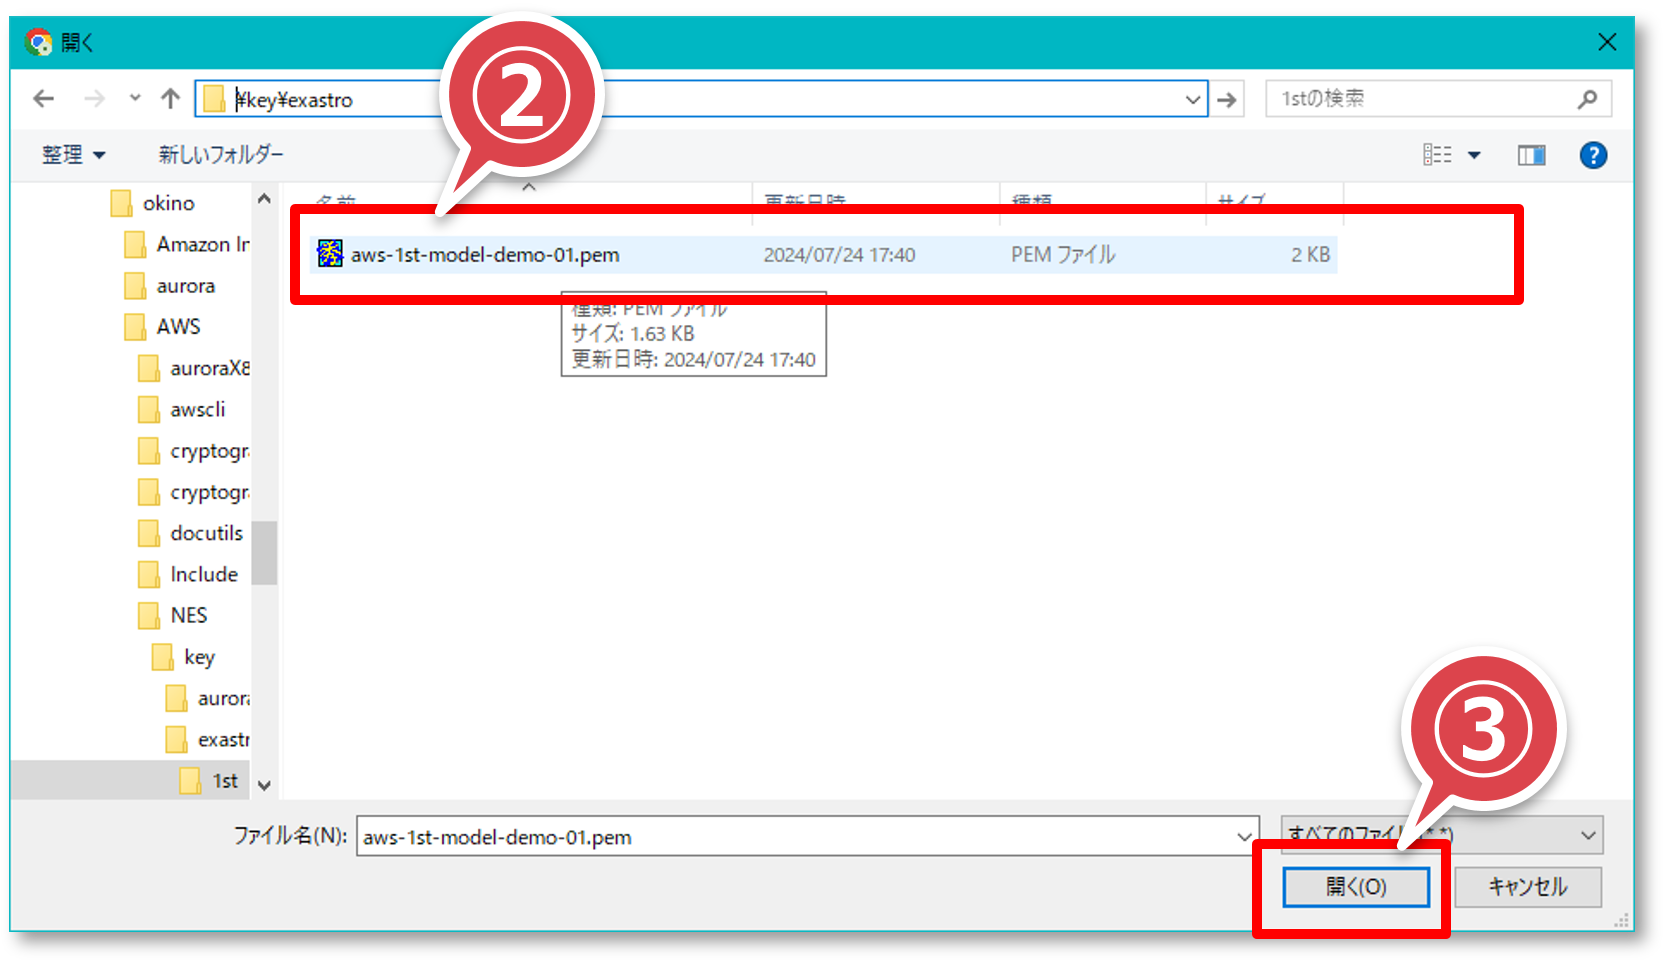 開く
¥key¥exastro
1stの検索
整理
新しいフォルダー
?
②
名前
更新日時
種類
サイズ
aws-1st-model-demo-01.pem
2024/07/24 17:40
PEM ファイル
2 KB
種類: PEM ファイル
サイズ: 1.63 KB
更新日時: 2024/07/24 17:40
okino
Amazon In
aurora
AWS
auroraX8
awscli
cryptogr
cryptogr
docutils
Include
NES
key
aurora
exastr
1st
③
ファイル名(N):
aws-1st-model-demo-01.pem
すべてのファイル (*.*)
開く(O)
キャンセル